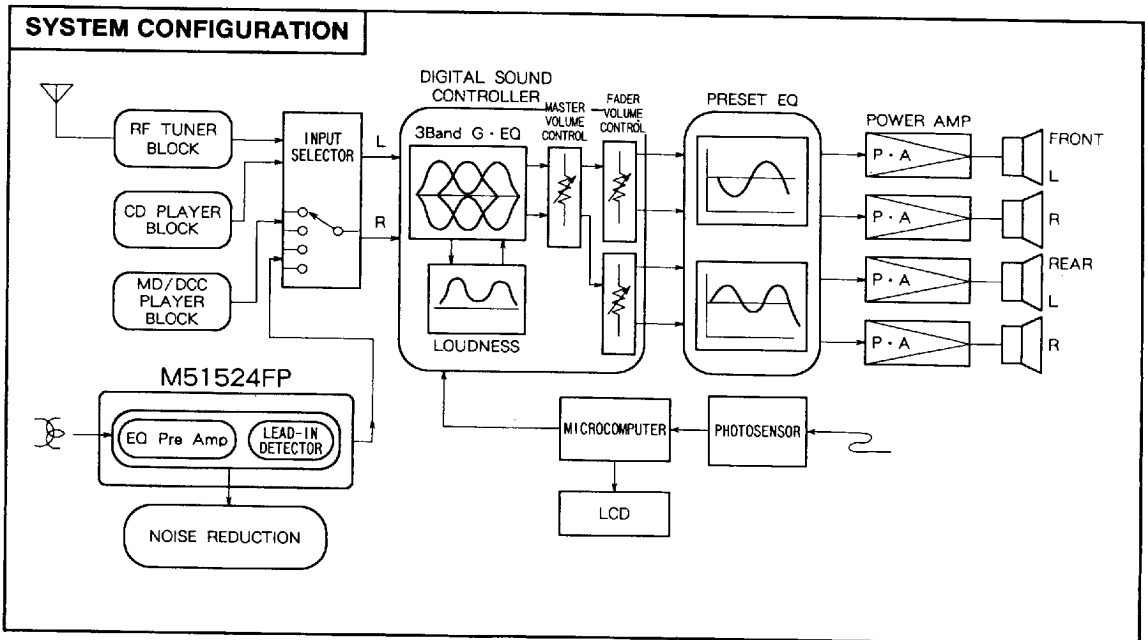 SYSTEM CONFIGURATION
DIGITAL SOUND
CONTROLLER
MASTER
VOLUME
CONTROL
FADER
VOLUME
CONTROL
PRESET EQ
POWER AMP
RF TUNER
BLOCK
INPUT
SELECTOR
L
3Band G・EQ
P・A
FRONT
L
CD PLAYER
BLOCK
R
P・A
R
MD/DCC
PLAYER
BLOCK
LOUDNESS
P・A
REAR
L
P・A
R
M51524FP
EQ Pre Amp
LEAD-IN
DETECTOR
MICROCOMPUTER
PHOTOSENSOR
NOISE REDUCTION
LCD